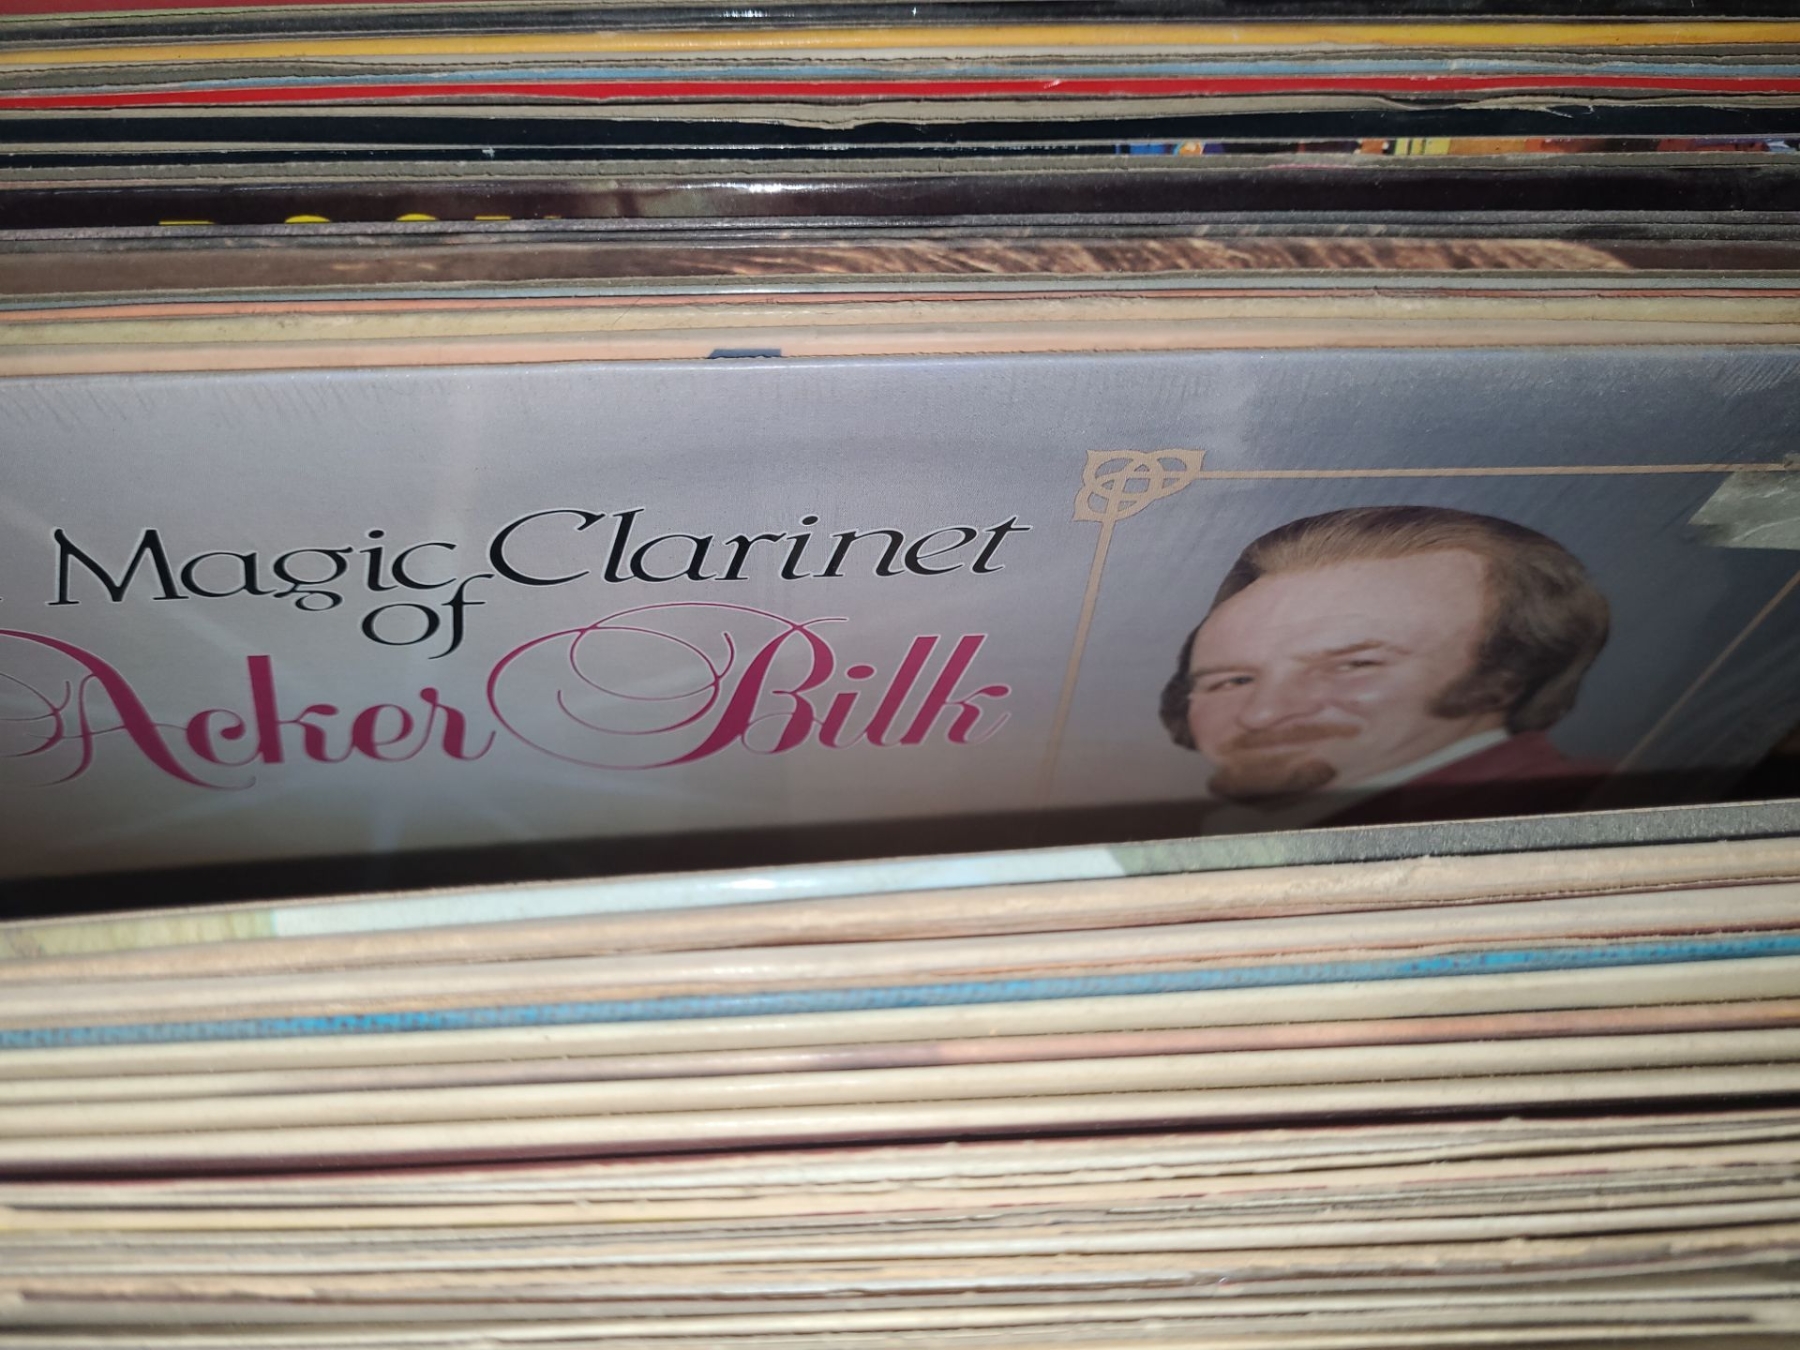 Magic Clarinet
of
Acker Bilk